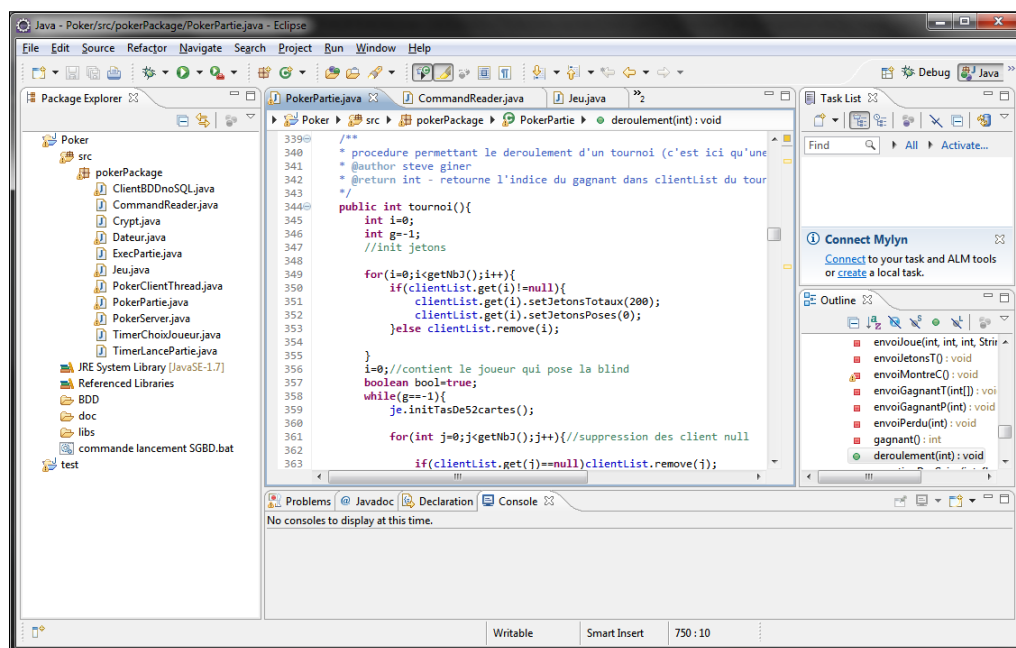 Java - Poker/src/pokerPackage/PokerPartie.java - Eclipse
File Edit Source Refactor Navigate Search Project Run Window Help
Debug Java
Package Explorer
Poker
src
pokerPackage
ClientBDDnoSQL.java
CommandReader.java
Crypt.java
Dateur.java
ExecPartie.java
Jeu.java
PokerClientThread.java
PokerPartie.java
PokerServer.java
TimerChoixJoueur.java
TimerLancePartie.java
JRE System Library [JavaSE-1.7]
Referenced Libraries
BDD
doc
libs
commande lancement SGBD.bat
test
PokerPartie.java CommandReader.java Jeu.java »2
Poker src pokerPackage PokerPartie deroulement(int) : void
339 /**
340 * procedure permettant le deroulement d'un tournoi (c'est ici qu'une
341 * @author steve giner
342 * @return int - retourne l'indice du gagnant dans clientList du tour
343 */
344 public int tournoi(){
345 int i=0;
346 int g=-1;
347 //init jetons
348
349 for(i=0;i<getNbJ();i++){
350 if(clientList.get(i)!=null){
351 clientList.get(i).setJetonsTotaux(200);
352 clientList.get(i).setJetonsPoses(0);
353 }else clientList.remove(i);
354
355 }
356 i=0;//contient le joueur qui pose la blind
357 boolean bool=true;
358 while(g==-1){
359 je.initTasDe52cartes();
360
361 for(int j=0;j<getNbJ();j++){//suppression des client null
362
363 if(clientList.get(j)==null)clientList.remove(j);
Task List
Find All Activate...
Connect Mylyn
Connect to your task and ALM tools
or create a local task.
Outline
envoiJoue(int, int, int, Strin
envoiJetonsT() : void
envoiMontreC() : void
envoiGagnantT(int[]) : voi
envoiGagnantP(int) : void
envoiPerdu(int) : void
gagnant() : int
deroulement(int) : void
Problems Javadoc Declaration Console
No consoles to display at this time.
Writable Smart Insert 750 : 10